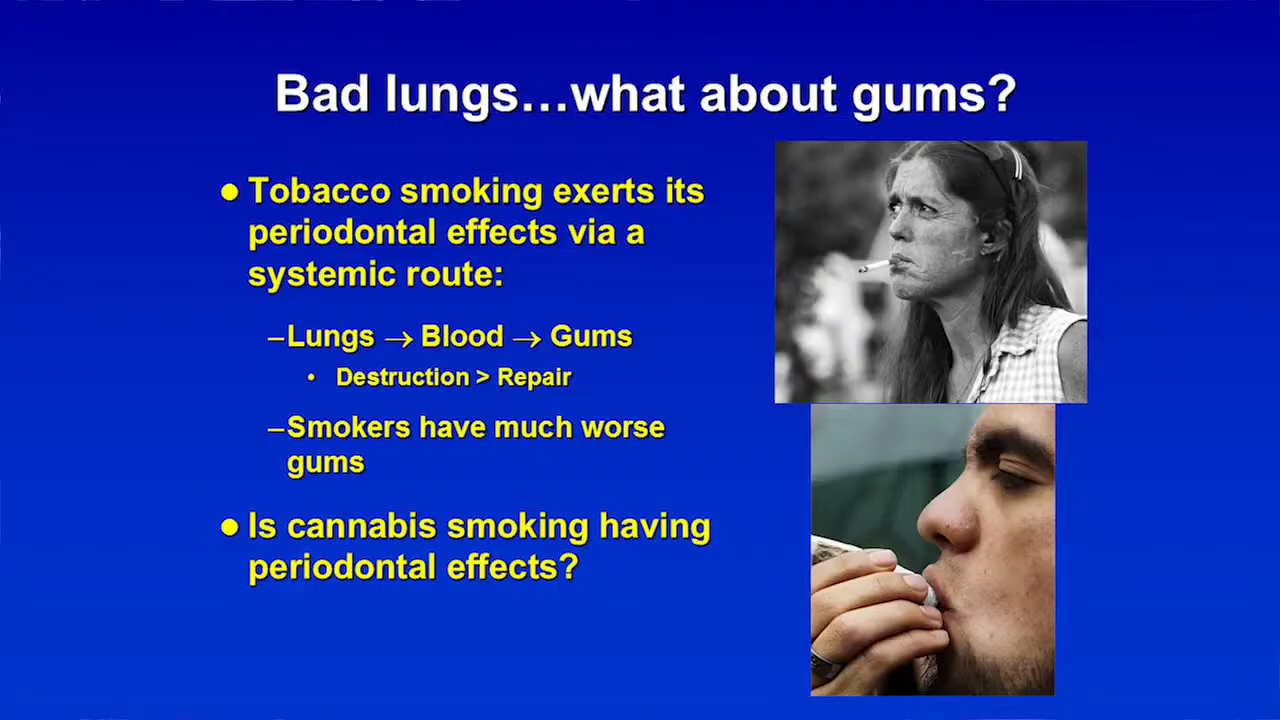 Bad lungs…what about gums?
● Tobacco smoking exerts its
periodontal effects via a
systemic route:
–Lungs → Blood → Gums
• Destruction > Repair
–Smokers have much worse
gums
● Is cannabis smoking having
periodontal effects?